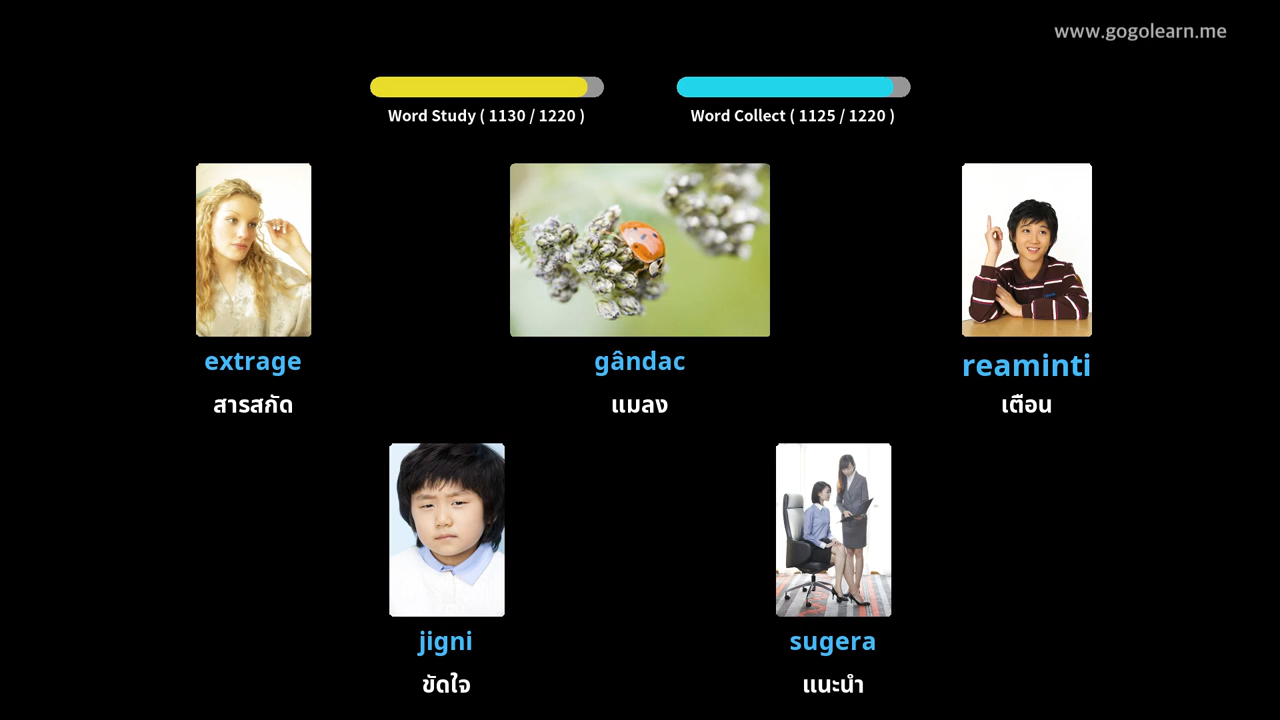 www.gogolearn.me
Word Study ( 1130 / 1220 )
Word Collect ( 1125 / 1220 )
extrage
gândac
reaminti
สารสกัด
แมลง
เตือน
jigni
sugera
ขัดใจ
แนะนำ